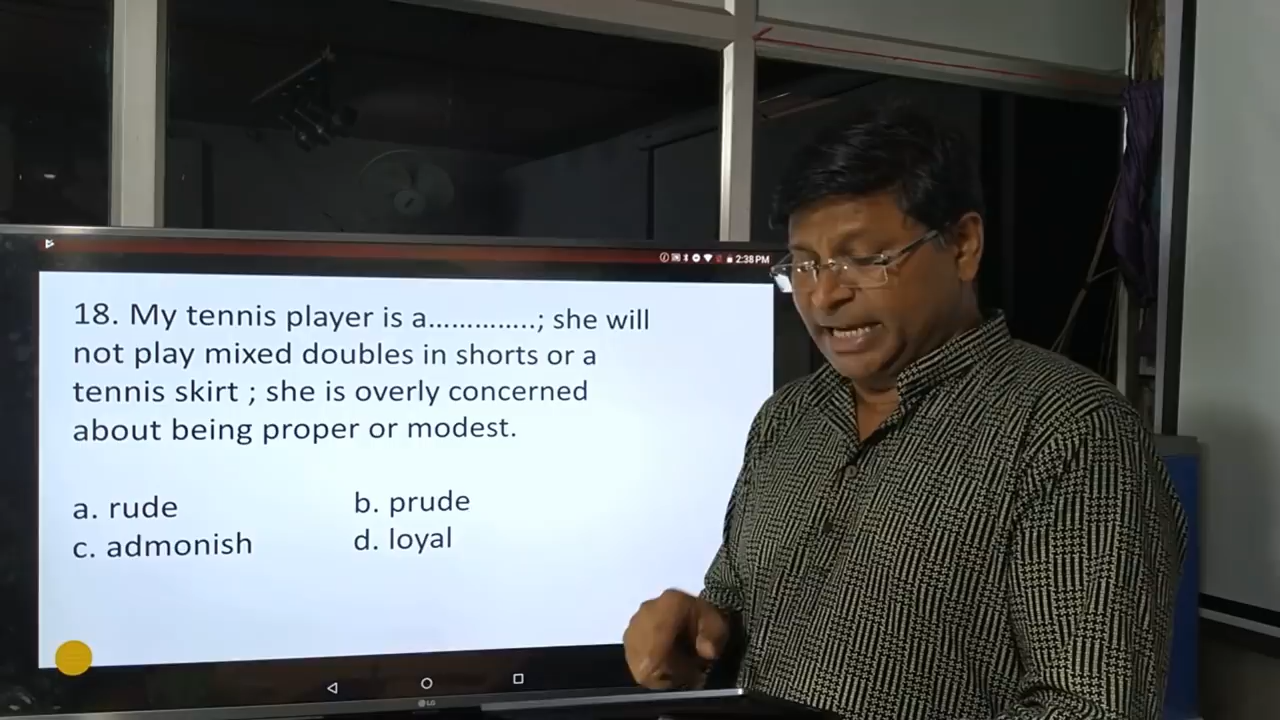 2:38 PM
18. My tennis player is a..............; she will
not play mixed doubles in shorts or a
tennis skirt ; she is overly concerned
about being proper or modest.
a. rude
b. prude
c. admonish
d. loyal
LG